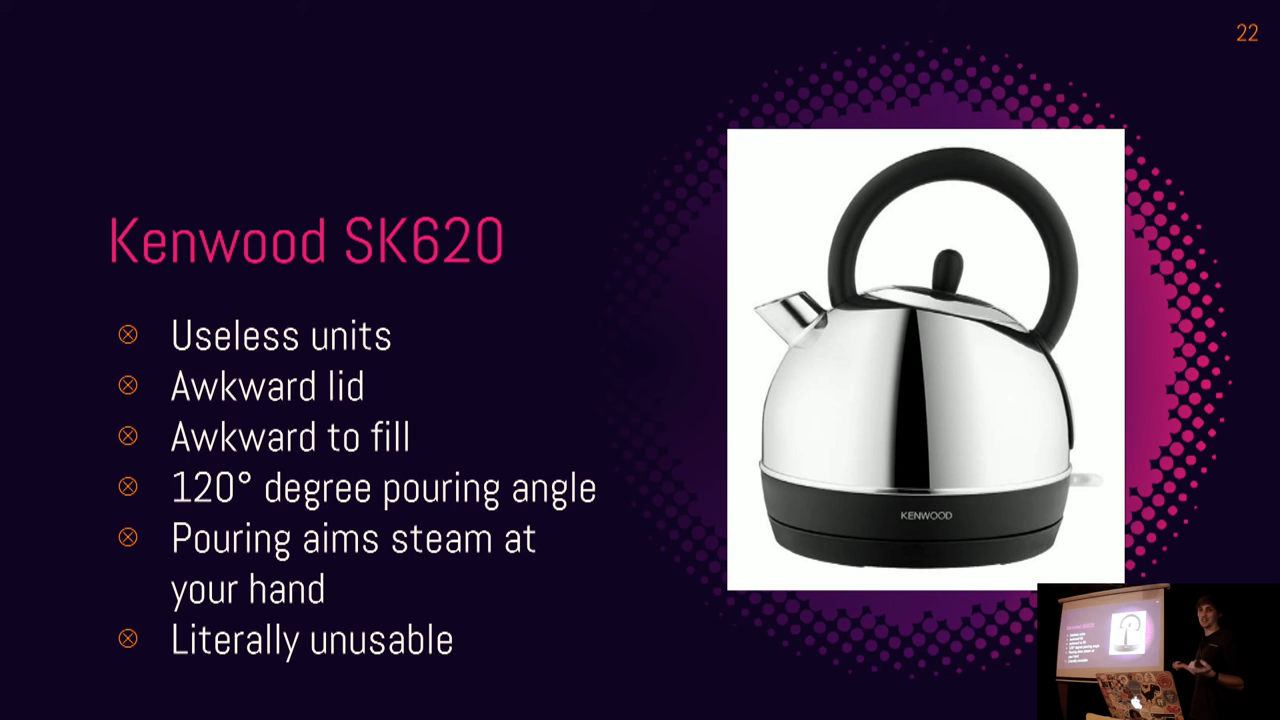 22
Kenwood SK620
Useless units
Awkward lid
Awkward to fill
120° degree pouring angle
Pouring aims steam at
your hand
Literally unusable
KENWOOD